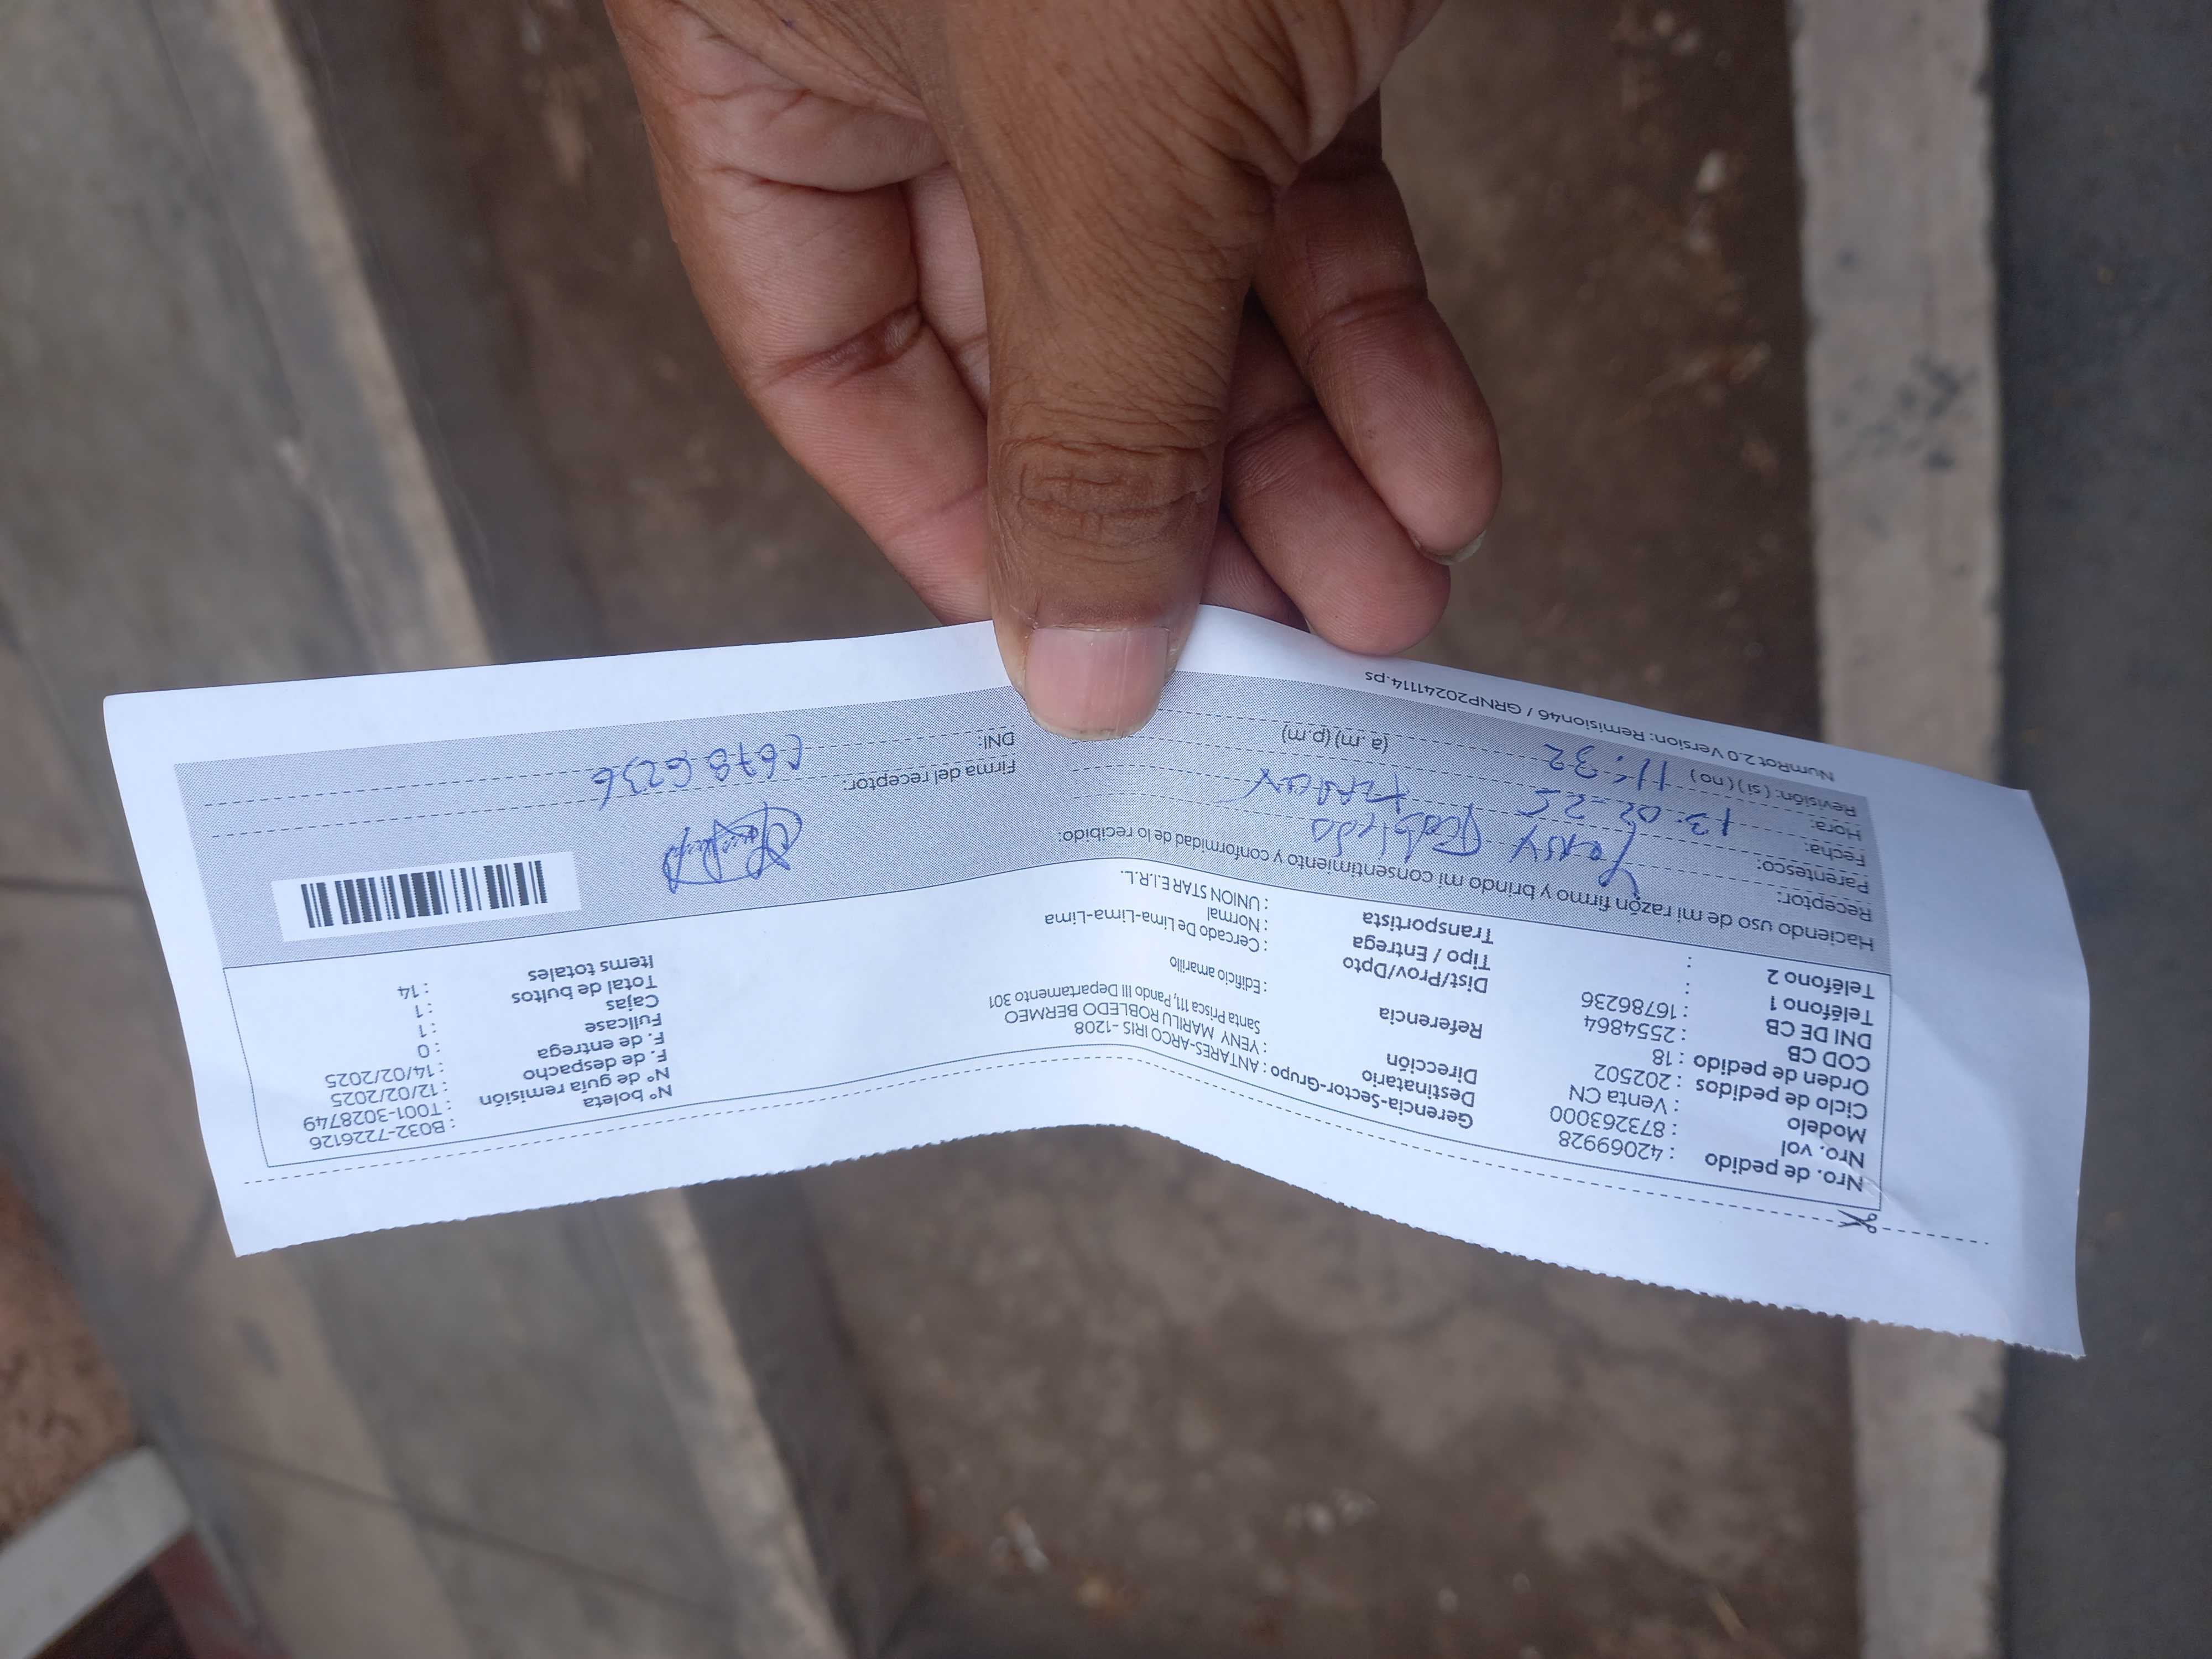 Nro. de pedido : 42069928 Gerencia-Sector-Grupo : ANTARES-ARCO IRIS -1208 N° boleta : B032-7226126
Nro. vol : 873263000 Destinatario : YENY MARILU ROBLEDO BERMEO N° de guía remisión : T001-3028749
Modelo : Venta CN Dirección Santa Prisca 111, Pando III Departamento 301 F. de despacho : 12/02/2025
Ciclo de pedidos : 202502 Referencia : Edificio amarillo F. de entrega : 14/02/2025
Orden de pedido : 18 Dist/Prov/Dpto : Cercado De Lima-Lima-Lima Fullcase : 0
COD CB : 2554864 Tipo / Entrega : Normal Cajas : 1
DNI DE CB : 16786236 Transportista : UNION STAR E.I.R.L. Total de bultos : 1
Teléfono 1 : Items totales : 14
Teléfono 2 :
Haciendo uso de mi razón firmo y brindo mi consentimiento y conformidad de lo recibido:
Receptor: Robledo
Parentesco: Titular
Fecha: 13.02.25 Firma del receptor:
Hora: 11:32 (a.m) (p.m) DNI: 16786236
Revisión: (si) (no)
NumRot 2.0 Version: Remision46 / GRNP20241114.ps